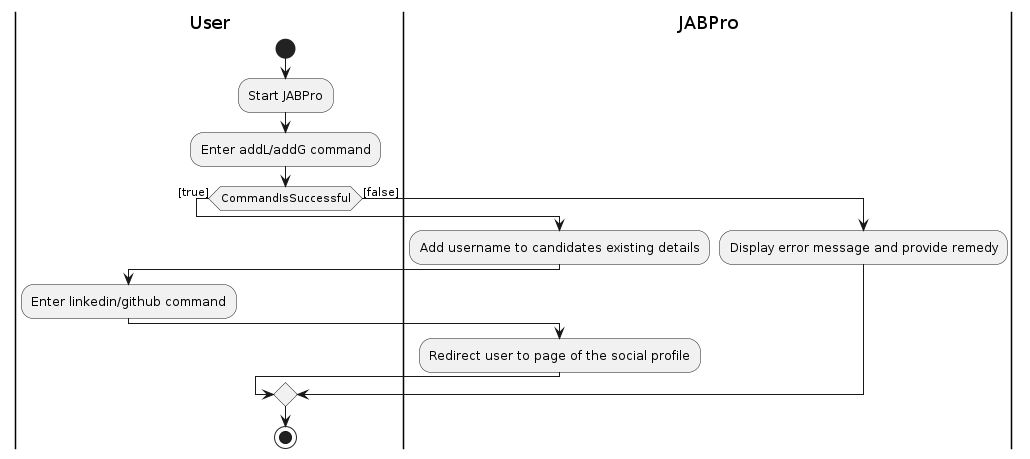 User
JABPro
Start JABPro
Enter addL/addG command
[true]
CommandIsSuccessful
[false]
Add username to candidates existing details
Display error message and provide remedy
Enter linkedin/github command
Redirect user to page of the social profile